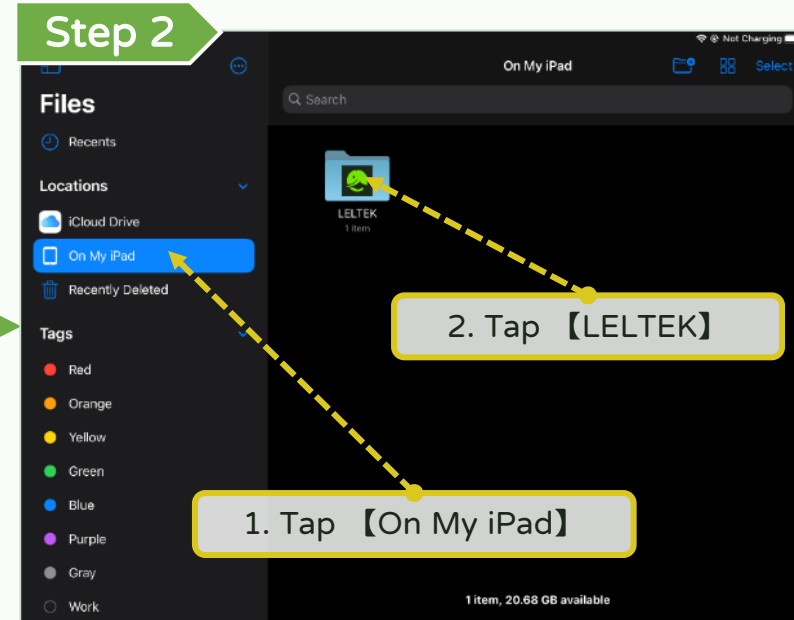 Step 2
Not Charging
On My iPad
Select
Files
Search
Recents
Locations
iCloud Drive
On My iPad
Recently Deleted
Tags
Red
Orange
Yellow
Green
Blue
Purple
Gray
Work
LELTEK
1 item
2. Tap 【LELTEK】
1. Tap 【On My iPad】
1 item, 20.68 GB available